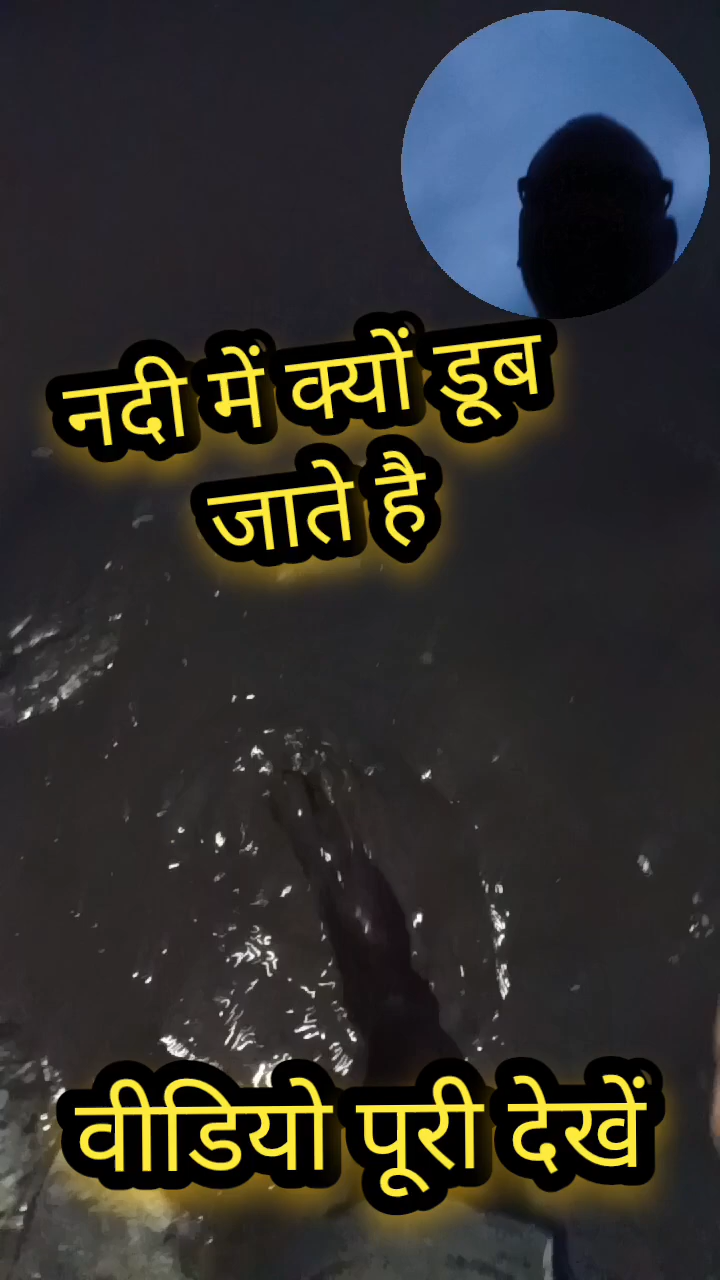 नदी में क्यों डूब
जाते है
वीडियो पूरी देखें